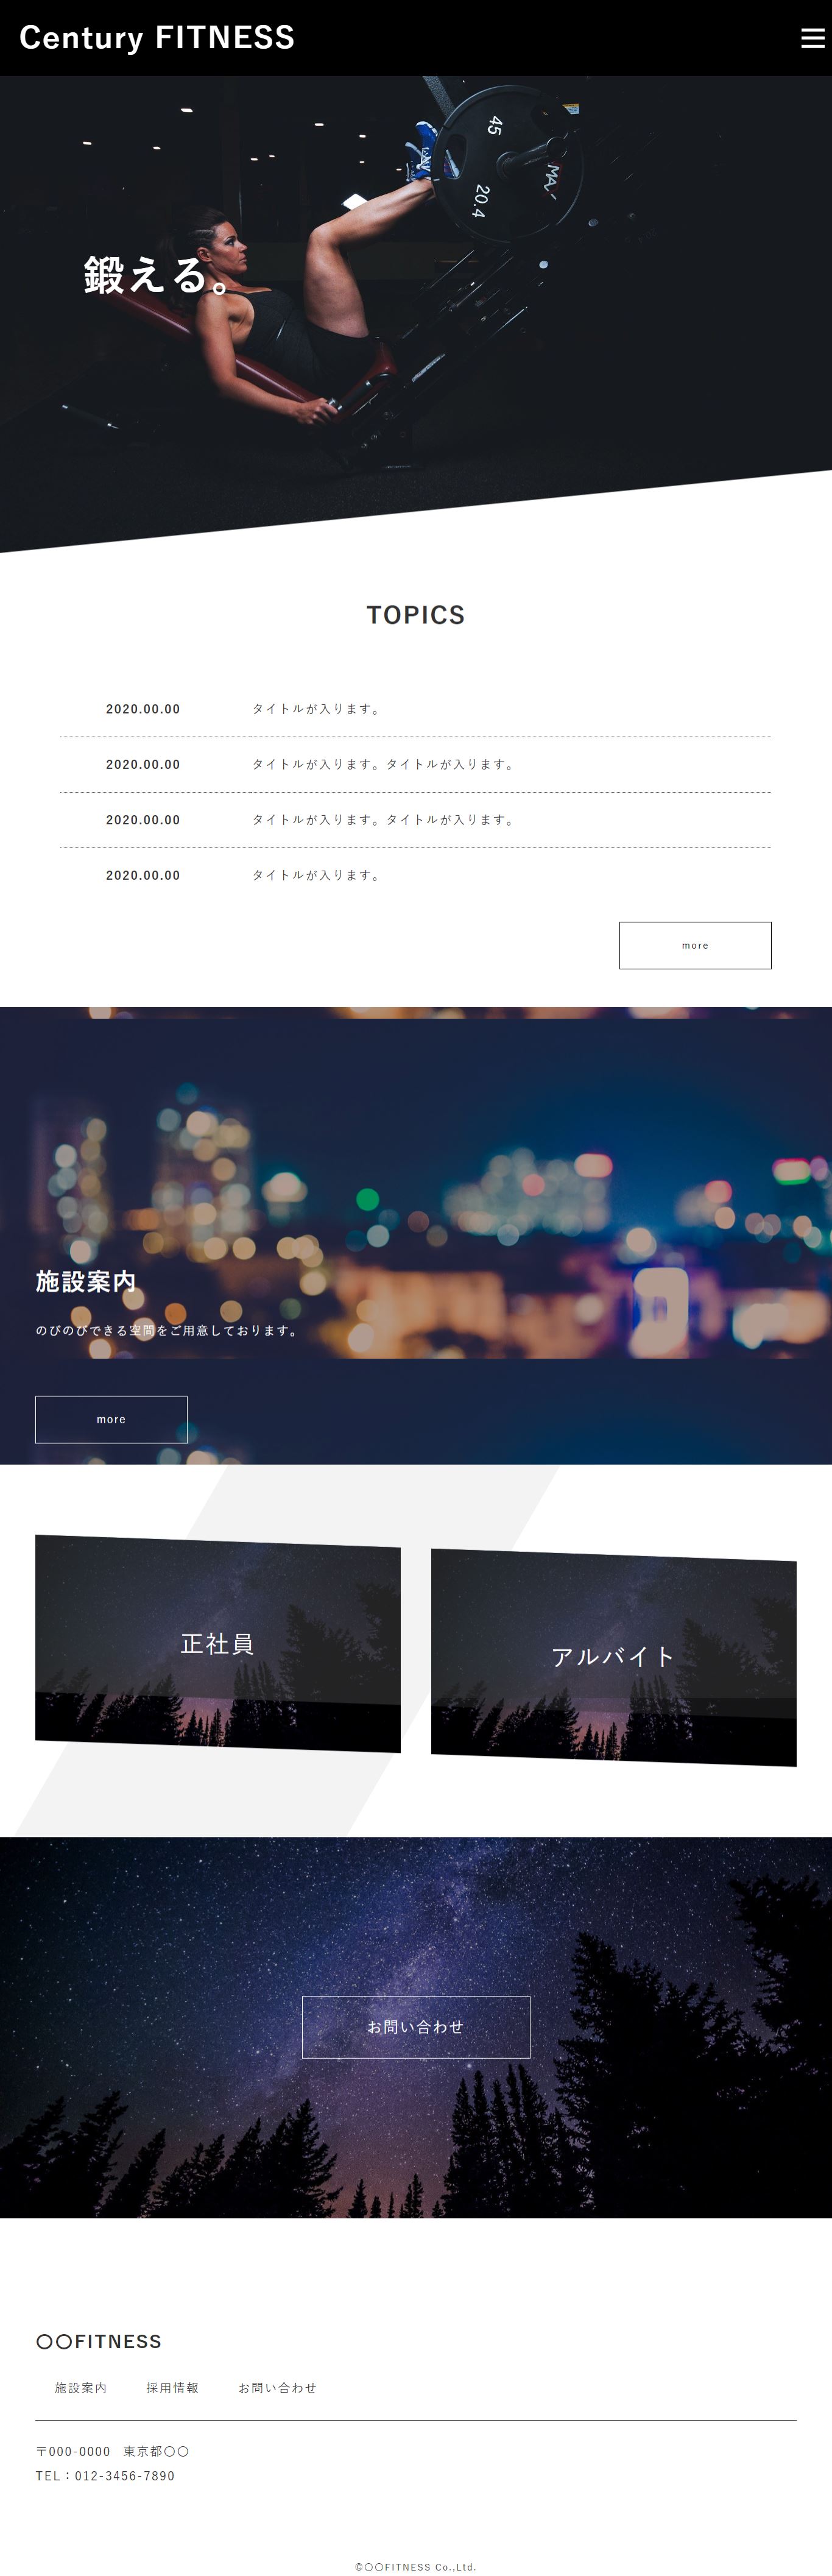 Century FITNESS
45
20.4
鍛える。
TOPICS
2020.00.00 タイトルが入ります。
2020.00.00 タイトルが入ります。タイトルが入ります。
2020.00.00 タイトルが入ります。タイトルが入ります。
2020.00.00 タイトルが入ります。
more
施設案内
のびのびできる空間をご用意しております。
more
正社員
アルバイト
お問い合わせ
〇〇FITNESS
施設案内 採用情報 お問い合わせ
〒000-0000 東京都〇〇
TEL：012-3456-7890
©〇〇FITNESS Co.,Ltd.